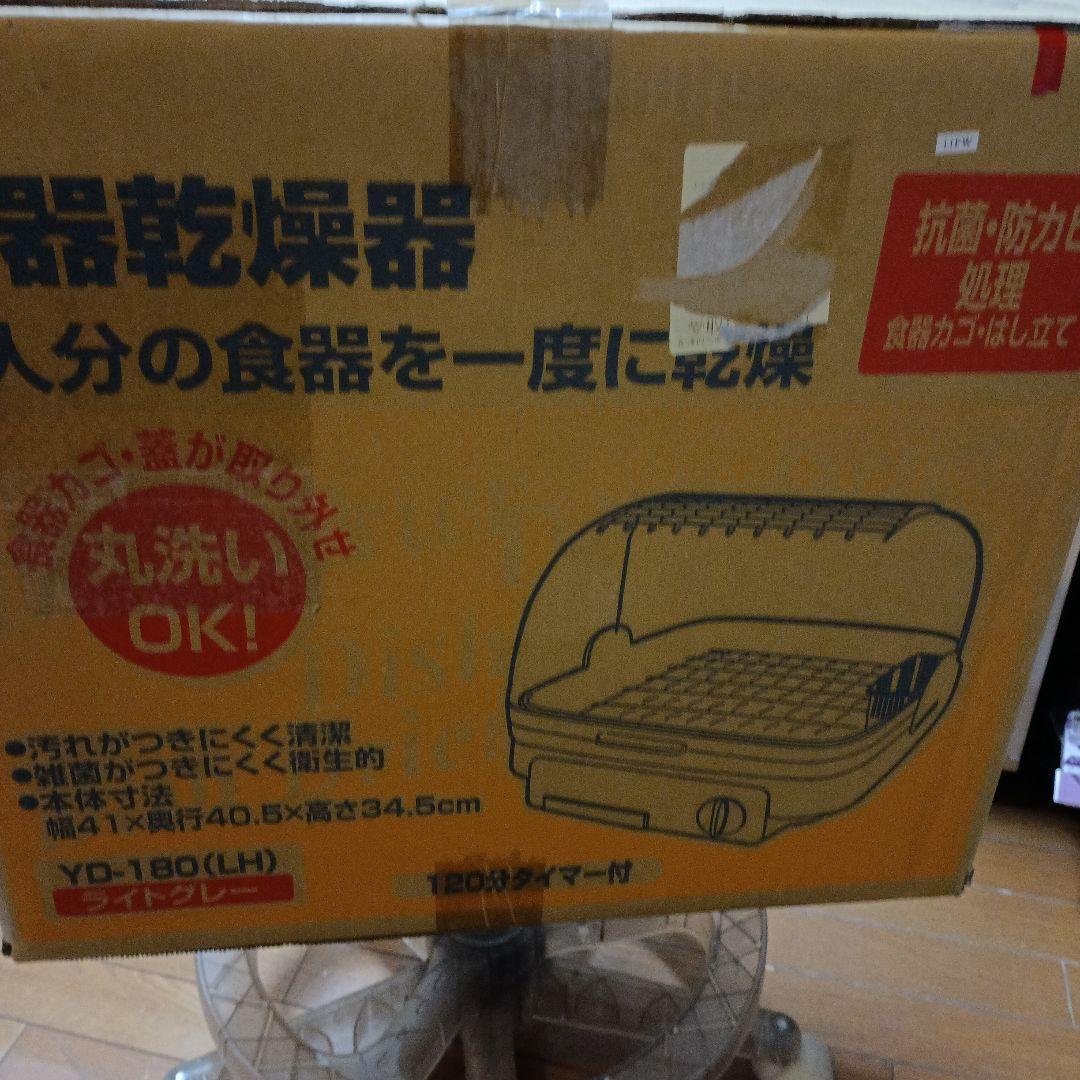 器乾燥器
人分の食器を一度に乾燥
抗菌・防カビ
処理
食器カゴ・はし立て
食器カゴ・蓋が取り外せ
丸洗い
OK!
●汚れがつきにくく清潔
●雑菌がつきにくく衛生的
●本体寸法
幅41×奥行40.5×高さ34.5cm
YD-180(LH)
ライトグレー
120分タイマー付